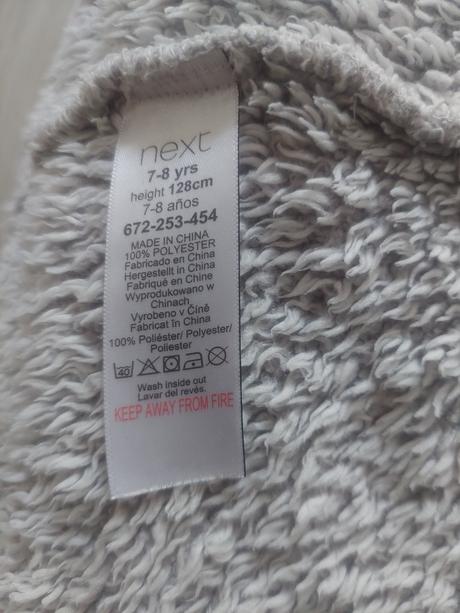 next
7-8 yrs
height 128cm
7-8 años
672-253-454
MADE IN CHINA
100% POLYESTER
Fabricado en China
Hergestellt in China
Fabriqué en Chine
Wyprodukowano w
Chinach
Vyrobeno v Číně
Fabricat în China
100% Poliéster/ Polyester/
Poliester
40
Wash inside out
Lavar del revés.
KEEP AWAY FROM FIRE